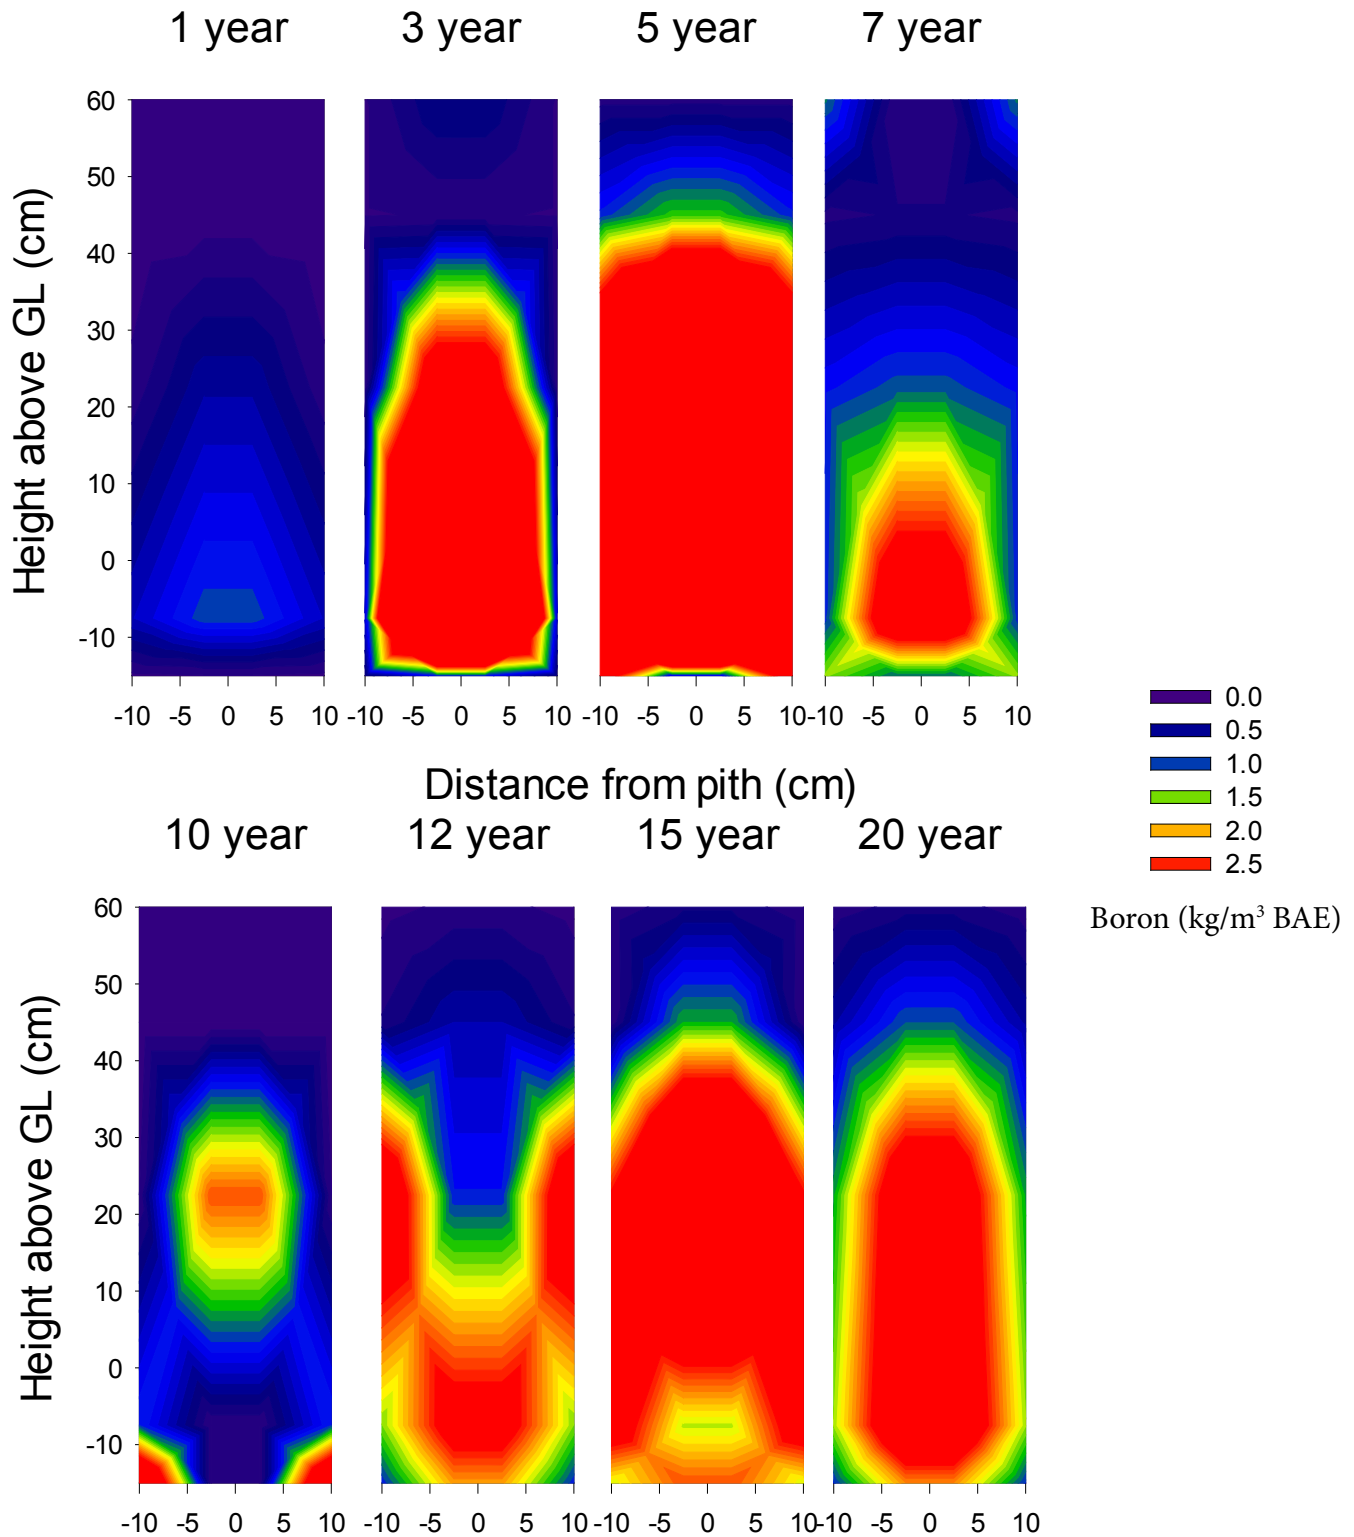 1 year 3 year 5 year 7 year
60
50
40
30
20
10
0
-10
Height above GL (cm)
-10 -5 0 5 10 -10 -5 0 5 10 -10 -5 0 5 10 -10 -5 0 5 10
0.0
0.5
1.0
1.5
2.0
2.5
Boron (kg/m³ BAE)
Distance from pith (cm)
10 year 12 year 15 year 20 year
60
50
40
30
20
10
0
-10
Height above GL (cm)
-10 -5 0 5 10 -10 -5 0 5 10 -10 -5 0 5 10 -10 -5 0 5 10